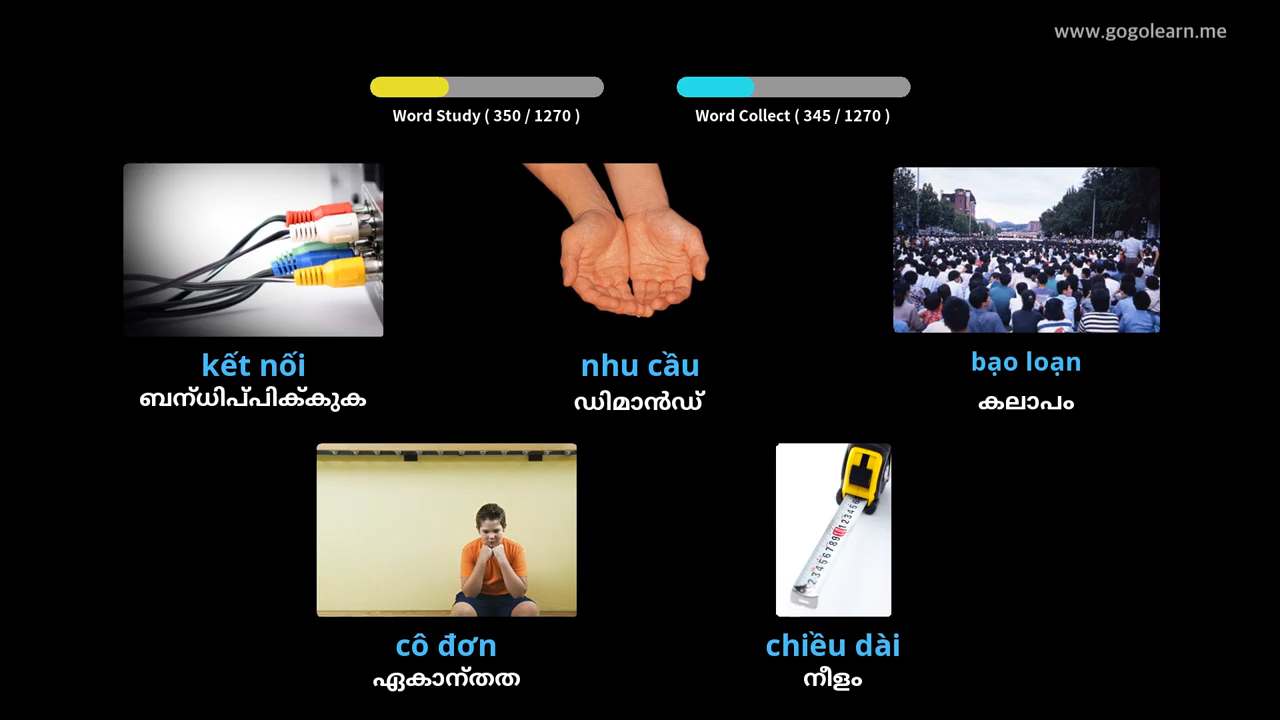 www.gogolearn.me
Word Study ( 350 / 1270 )
Word Collect ( 345 / 1270 )
kết nối
ബന്ധിപ്പിക്കുക
nhu cầu
ഡിമാൻഡ്
bạo loạn
കലാപം
cô đơn
ഏകാന്തത
chiều dài
നീളം